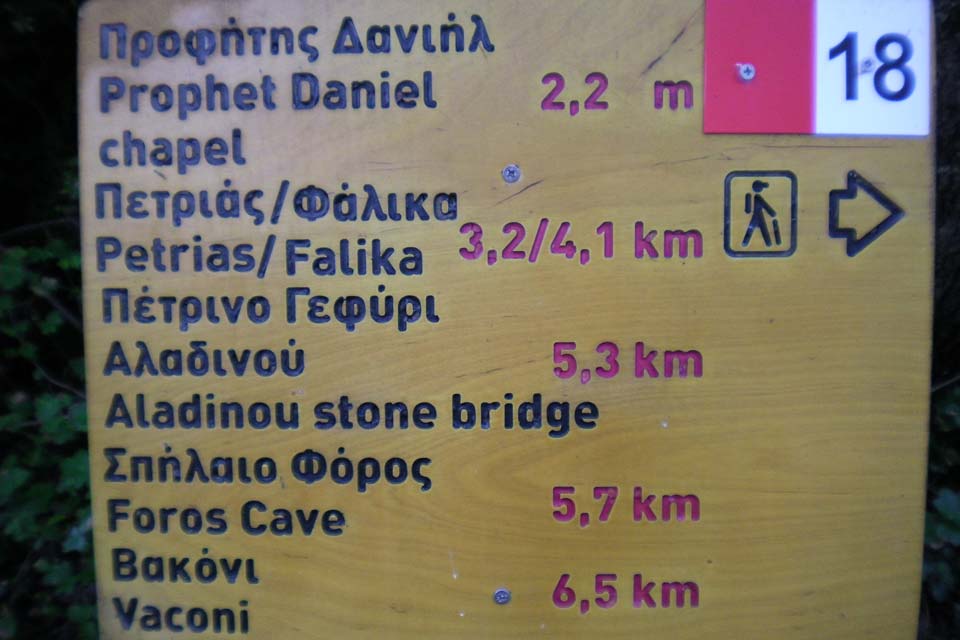 Προφήτης Δανιήλ
Prophet Daniel 2,2 m 18
chapel
Πετριάς/Φάλικα
Petrias/Falika 3,2/4,1 km
Πέτρινο Γεφύρι
Αλαδινού 5,3 km
Aladinou stone bridge
Σπήλαιο Φόρος
Foros Cave 5,7 km
Βακόνι
Vaconi 6,5 km